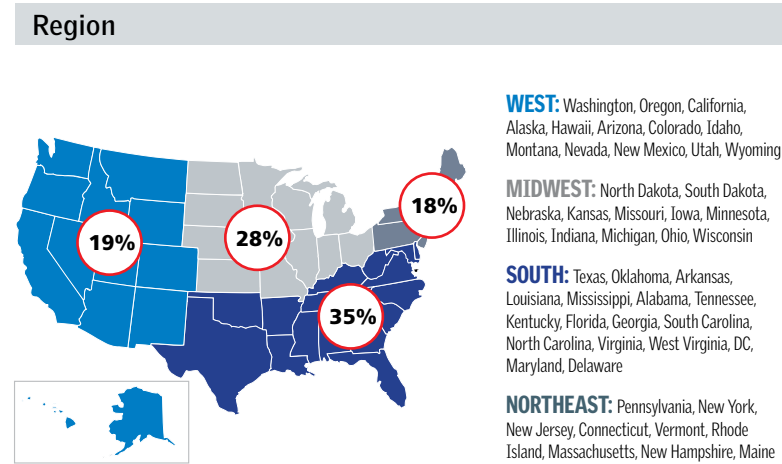 Region
WEST: Washington, Oregon, California,
Alaska, Hawaii, Arizona, Colorado, Idaho,
Montana, Nevada, New Mexico, Utah, Wyoming
MIDWEST: North Dakota, South Dakota,
Nebraska, Kansas, Missouri, Iowa, Minnesota,
Illinois, Indiana, Michigan, Ohio, Wisconsin
SOUTH: Texas, Oklahoma, Arkansas,
Louisiana, Mississippi, Alabama, Tennessee,
Kentucky, Florida, Georgia, South Carolina,
North Carolina, Virginia, West Virginia, DC,
Maryland, Delaware
NORTHEAST: Pennsylvania, New York,
New Jersey, Connecticut, Vermont, Rhode
Island, Massachusetts, New Hampshire, Maine
18%
19%
28%
35%